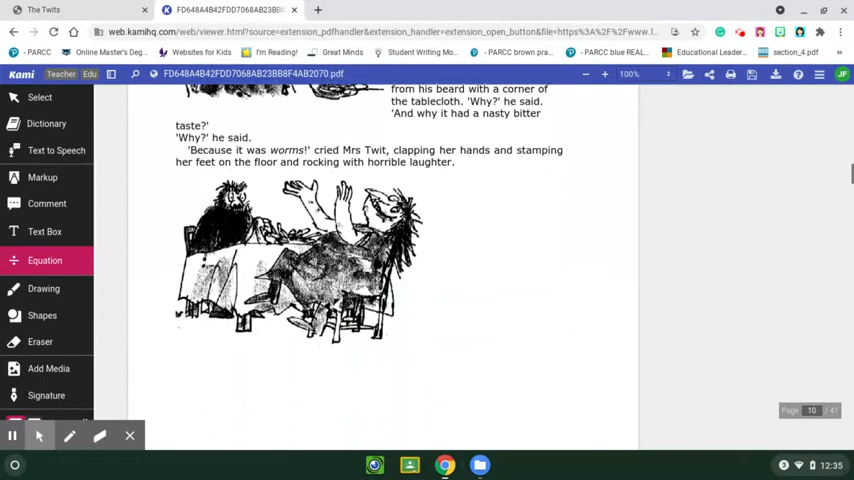 The Twits
FD648A4B42FDD7068AB23BB8
web.kamihq.com/web/viewer.html?source=extension_pdfhandler&extension_handler=extension_open_button&file=https%3A%2F%2Fwww.l...
- PARCC
Online Master's Deg...
Websites for Kids
I'm Reading!
Great Minds
Student Writing Mo...
- PARCC brown pra...
- PARCC blue REAL...
Educational Leader...
section_4.pdf
Kami
Teacher
Edu
FD648A4B42FDD7068AB23BB8F4AB2070.pdf
100%
JF
Select
Dictionary
Text to Speech
Markup
Comment
Text Box
Equation
Drawing
Shapes
Eraser
Add Media
Signature
from his beard with a corner of
the tablecloth. 'Why?' he said.
'And why it had a nasty bitter
taste?'
'Why?' he said.
'Because it was worms!' cried Mrs Twit, clapping her hands and stamping
her feet on the floor and rocking with horrible laughter.
Page 10 / 41
3
12:35